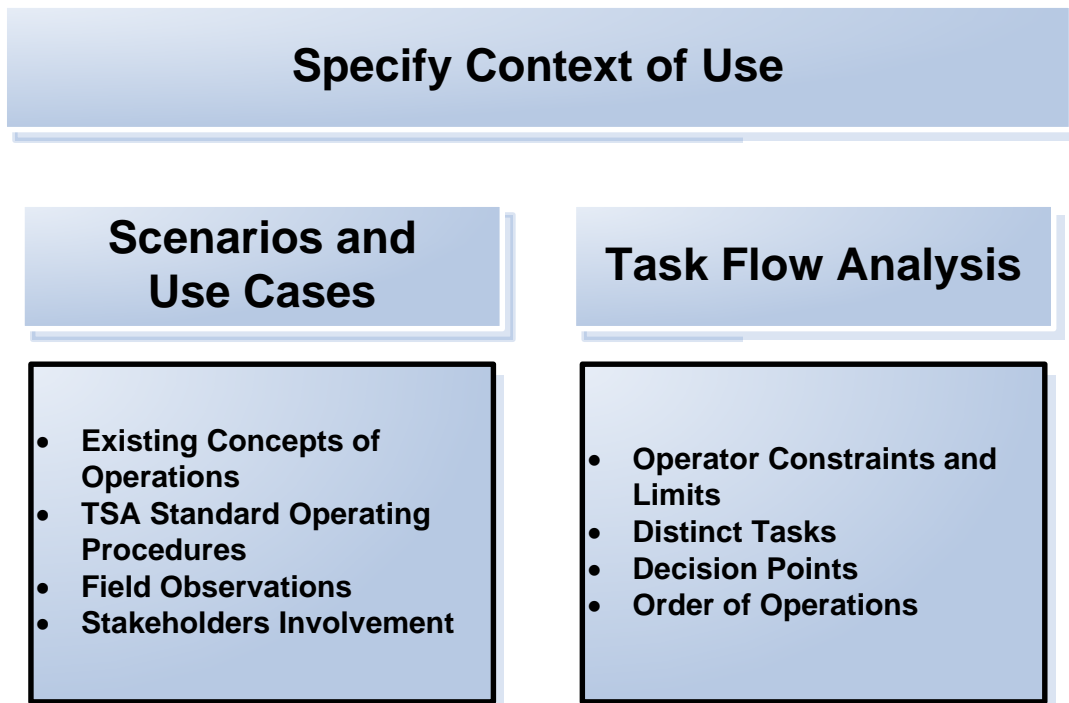 Specify Context of Use
Scenarios and
Use Cases
• Existing Concepts of
Operations
• TSA Standard Operating
Procedures
• Field Observations
• Stakeholders Involvement
Task Flow Analysis
• Operator Constraints and
Limits
• Distinct Tasks
• Decision Points
• Order of Operations